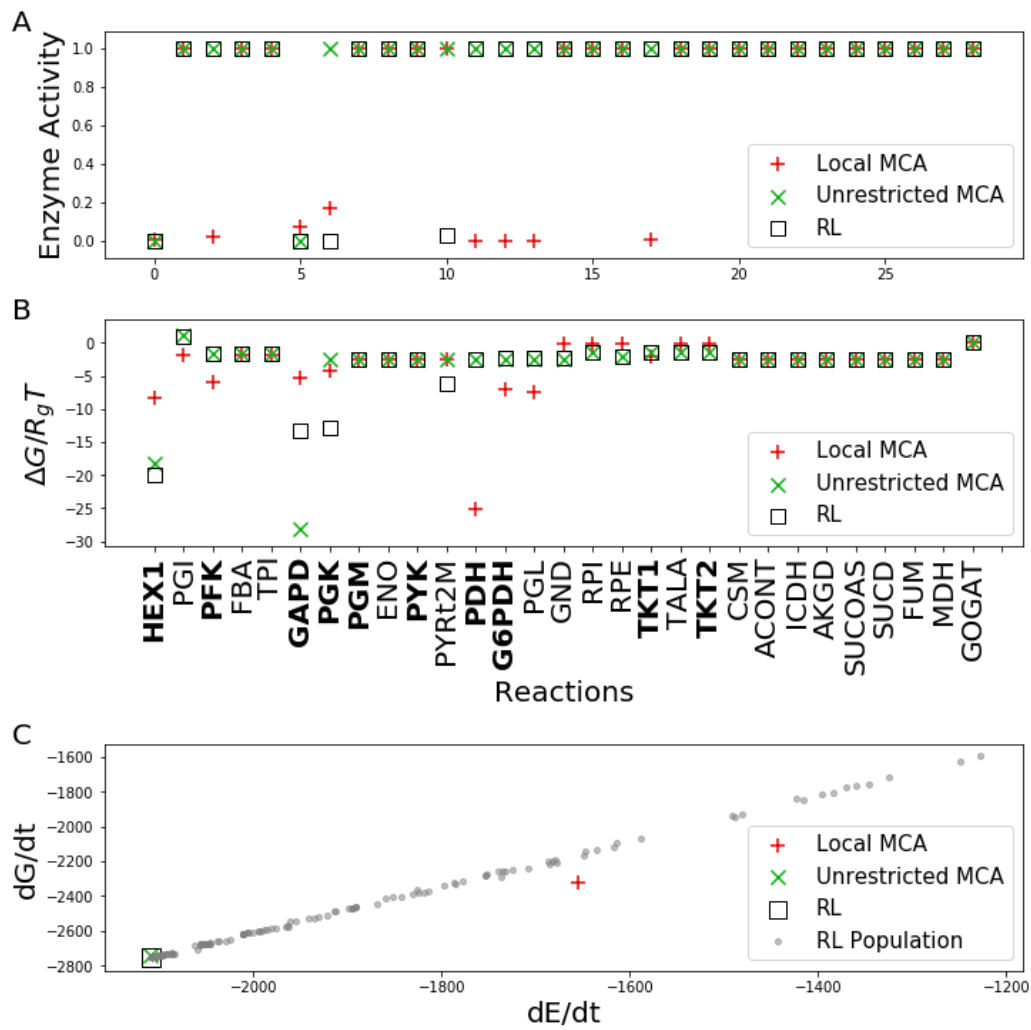 A
Enzyme Activity
1.0
0.8
0.6
0.4
0.2
0.0
Local MCA
Unrestricted MCA
RL
0 5 10 15 20 25
B
ΔG/RgT
0
−5
−10
−15
−20
−25
−30
Local MCA
Unrestricted MCA
RL
HEX1
PGI
PFK
FBA
TPI
GAPD
PGK
PGM
ENO
PYK
PYRt2M
PDH
G6PDH
PGL
GND
RPI
RPE
TKT1
TALA
TKT2
CSM
ACONT
ICDH
AKGD
SUCOAS
SUCD
FUM
MDH
GOGAT
Reactions
C
dG/dt
−1600
−1800
−2000
−2200
−2400
−2600
−2800
Local MCA
Unrestricted MCA
RL
RL Population
−2000 −1800 −1600 −1400 −1200
dE/dt